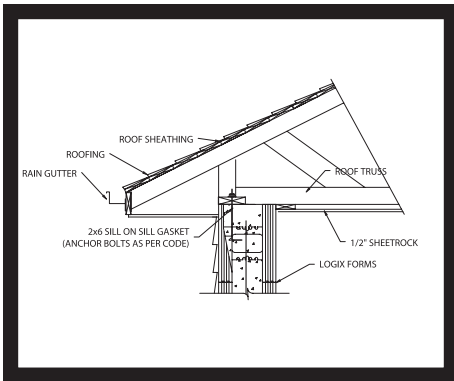 ROOF SHEATHING
ROOFING
ROOF TRUSS
RAIN GUTTER
2x6 SILL ON SILL GASKET
(ANCHOR BOLTS AS PER CODE)
1/2" SHEETROCK
LOGIX FORMS